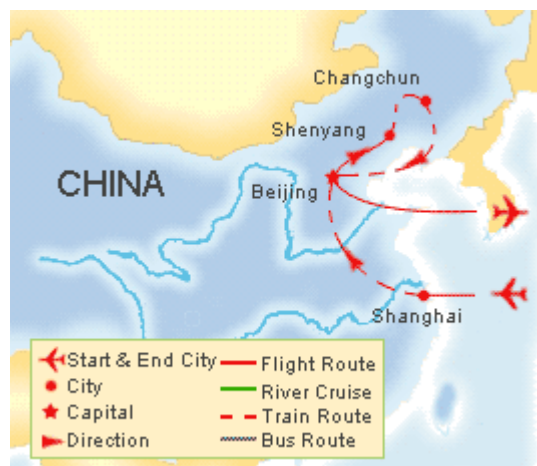 Changchun
Shenyang
CHINA
Beijing
Shanghai
Start & End City
City
Capital
Direction
Flight Route
River Cruise
Train Route
Bus Route